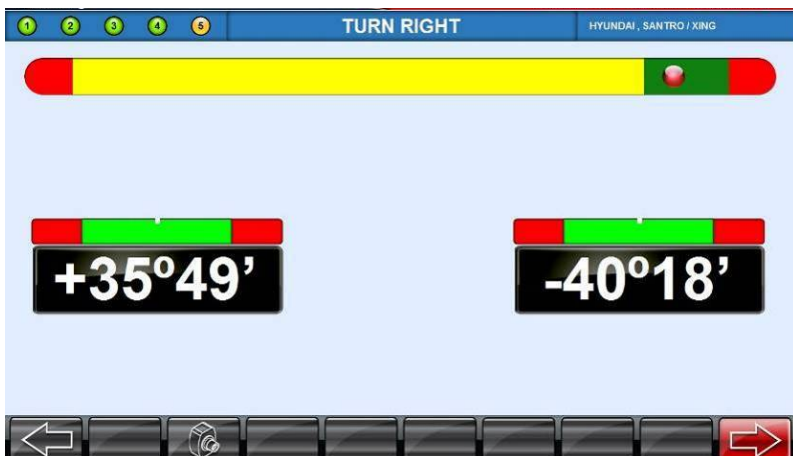 1 2 3 4 5 TURN RIGHT HYUNDAI , SANTRO / XING
+35º49’ -40º18’